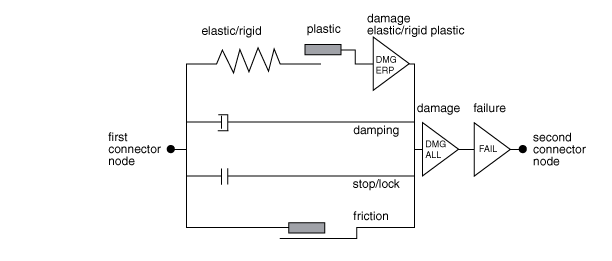 damage
elastic/rigid plastic
elastic/rigid
plastic
DMG
ERP
damage
failure
damping
first
connector
node
DMG
ALL
FAIL
second
connector
node
stop/lock
friction